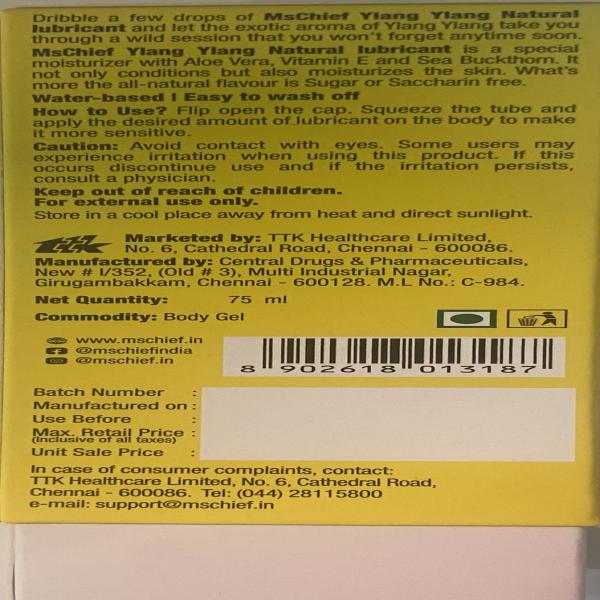 Dribble a few drops of MsChief Ylang Ylang Natural
lubricant and let the exotic aroma of Ylang Ylang take you
through a wild session that you won't forget anytime soon.
MsChief Ylang Ylang Natural lubricant is a special
moisturizer with Aloe Vera, Vitamin E and Sea Buckthorn. It
not only conditions but also moisturizes the skin. What's
more the all-natural flavour is Sugar or Saccharin free.
Water-based | Easy to wash off
How to Use? Flip open the cap. Squeeze the tube and
apply the desired amount of lubricant on the body to make
it more sensitive.
Caution: Avoid contact with eyes. Some users may
experience irritation when using this product. If this
occurs discontinue use and if the irritation persists,
consult a physician.
Keep out of reach of children.
For external use only.
Store in a cool place away from heat and direct sunlight.
ttk Marketed by: TTK Healthcare Limited,
No. 6, Cathedral Road, Chennai - 600086.
Manufactured by: Central Drugs & Pharmaceuticals,
New # I/352, (Old # 3), Multi Industrial Nagar,
Girugambakkam, Chennai - 600128. M.L No.: C-984.
Net Quantity: 75 ml
Commodity: Body Gel
www.mschief.in
@mschiefindia
@mschief.in
8 902618 013187
Batch Number :
Manufactured on :
Use Before :
Max. Retail Price :
(Inclusive of all taxes)
Unit Sale Price :
In case of consumer complaints, contact:
TTK Healthcare Limited, No. 6, Cathedral Road,
Chennai - 600086. Tel: (044) 28115800
e-mail: support@mschief.in